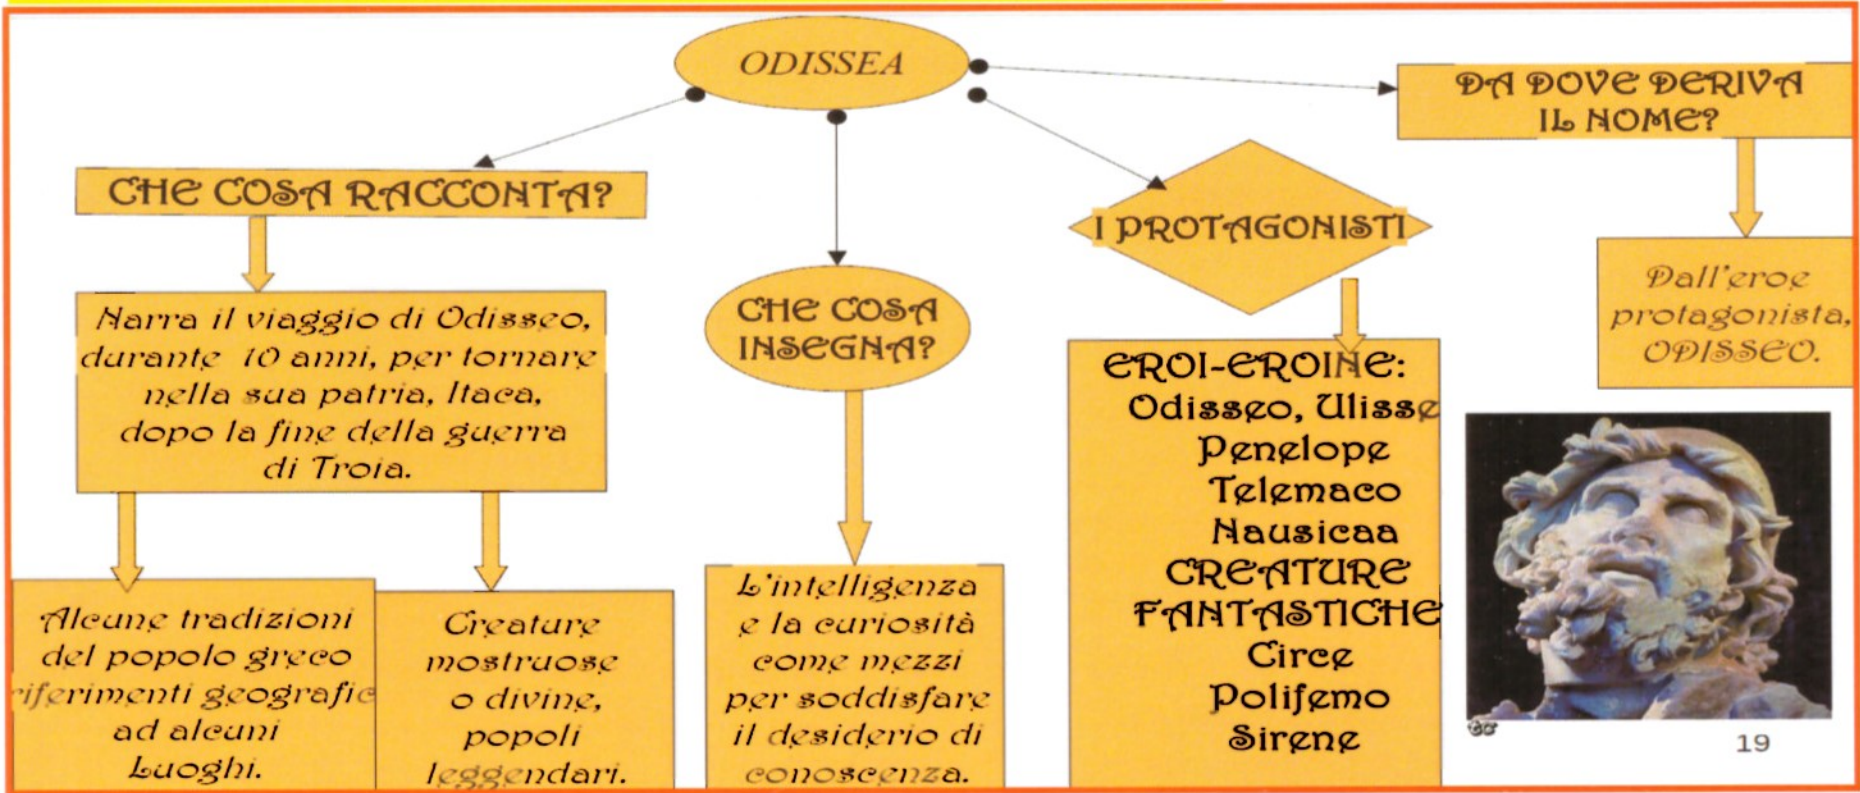 ODISSEA
CHE COSA RACCONTA?
Narra il viaggio di Odisseo,
durante 10 anni, per tornare
nella sua patria, Itaca,
dopo la fine della guerra
di Troia.
Alcune tradizioni
del popolo greco
riferimenti geografic
ad alcuni
Luoghi.
Creature
mostruose
o divine,
popoli
leggendari.
CHE COSA
INSEGNA?
L'intelligenza
e la curiosità
come mezzi
per soddisfare
il desiderio di
conoscenza.
I PROTAGONISTI
EROI-EROINE:
Odisseo, Ulisse
Penelope
Telemaco
Nausicaa
CREATURE
FANTASTICHE
Circe
Polifemo
Sirene
DA DOVE DERIVA
IL NOME?
Dall'eroe
protagonista,
ODISSEO.
19